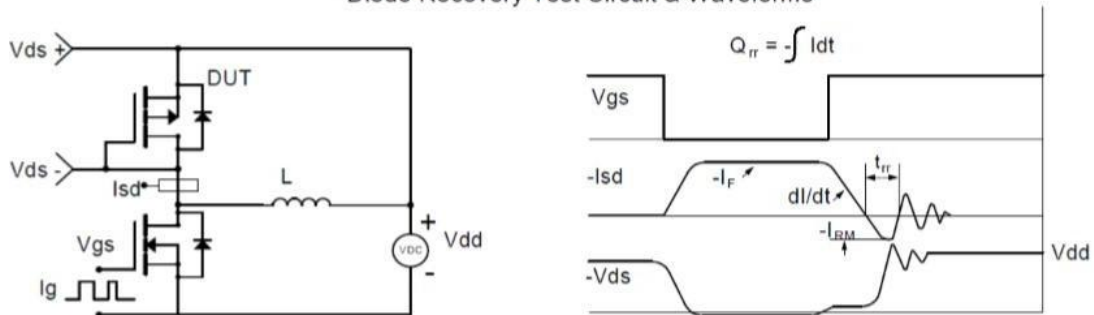 Diode Recovery Test Circuit & Waveforms
Vds +
DUT
Vds -
Isd
L
Vgs
VDC
+
-
Vdd
Ig
Qrr = -∫ Idt
Vgs
-Isd
-IF
dI/dt
trr
-IRM
Vdd
-Vds